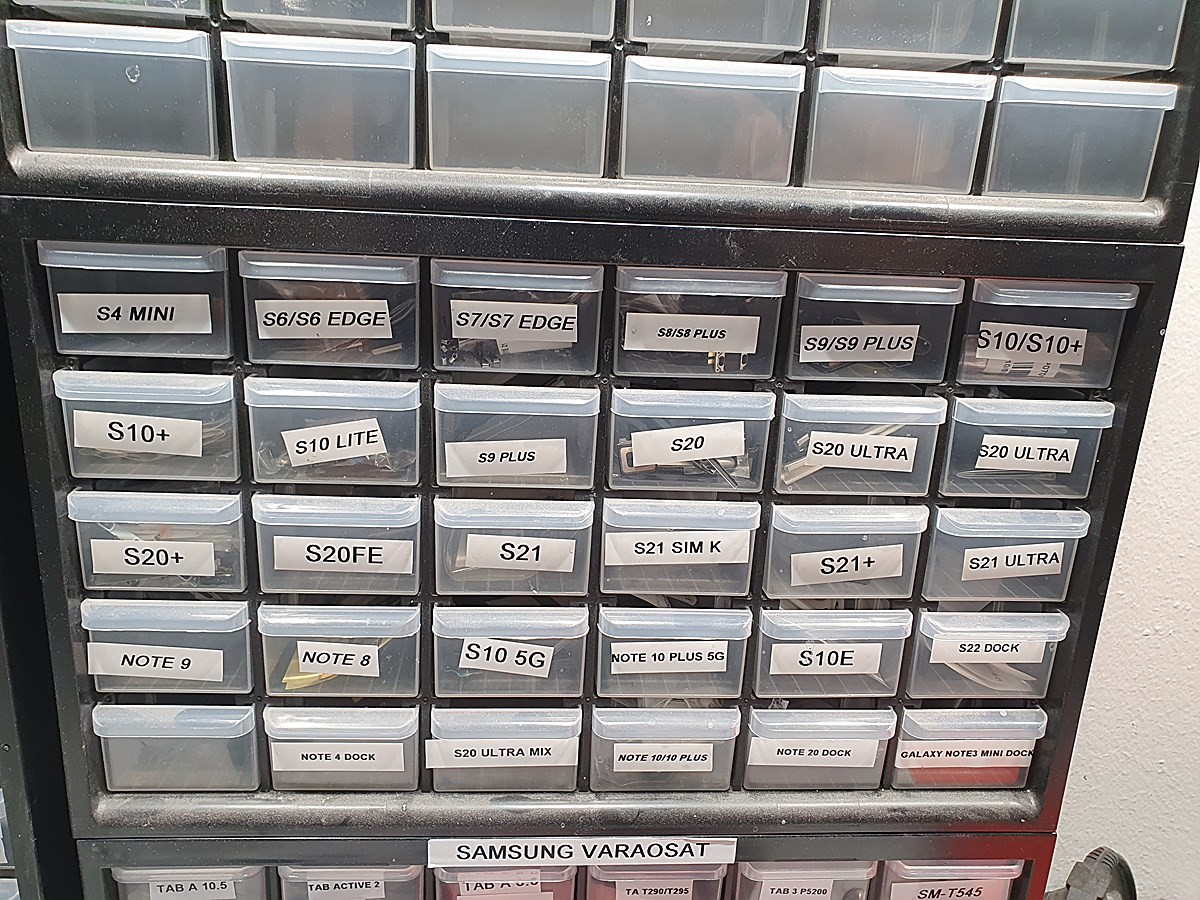 S4 MINI
S6/S6 EDGE
S7/S7 EDGE
S8/S8 PLUS
S9/S9 PLUS
S10/S10+
S10+
S10 LITE
S9 PLUS
S20
S20 ULTRA
S20 ULTRA
S20+
S20FE
S21
S21 SIM K
S21+
S21 ULTRA
NOTE 9
NOTE 8
S10 5G
NOTE 10 PLUS 5G
S10E
S22 DOCK
NOTE 4 DOCK
S20 ULTRA MIX
NOTE 10/10 PLUS
NOTE 20 DOCK
GALAXY NOTE3 MINI DOCK
SAMSUNG VARAOSAT
TAB A 10.5
TAB ACTIVE 2
TAB A
TA T290/T295
TAB 3 P5200
SM-T545